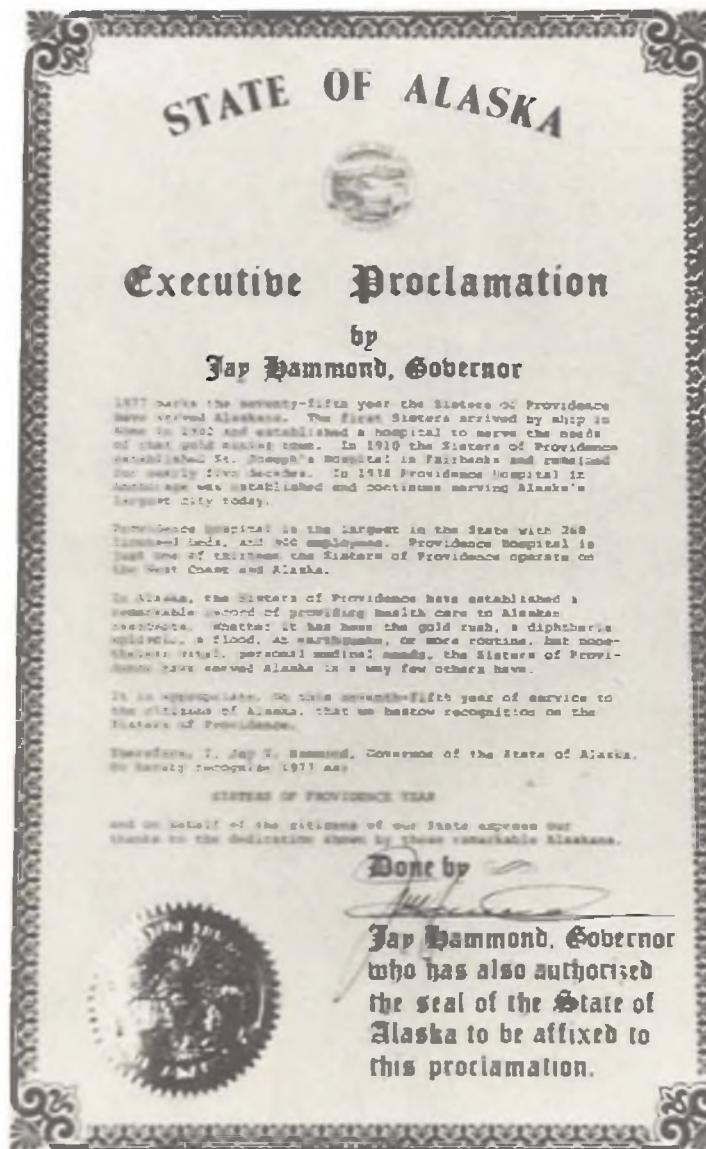 STATE OF ALASKA
Executive Proclamation
by
Jay Hammond, Governor
1977 marks the seventy-fifth year the Sisters of Providence
have served Alaskans. The first Sisters arrived by ship in
Nome in 1902 and established a hospital to serve the needs
of that gold mining town. In 1910 the Sisters of Providence
established St. Joseph's Hospital in Fairbanks and remained
for nearly five decades. In 1938 Providence Hospital in
Anchorage was established and continues serving Alaska's
largest city today.
Providence Hospital is the largest in the State with 268
licensed beds, and employees. Providence Hospital is
just one of thirteen the Sisters of Providence operate on
the West Coast and Alaska.
In Alaska, the Sisters of Providence have established a
remarkable record of providing health care to Alaskan
residents. Whether it has been the gold rush, a diphtheria
epidemic, a flood, an earthquake, or more routine, but none-
theless vital, personal medical needs, the Sisters of Provi-
dence have served Alaska in a way few others have.
It is appropriate, on this seventy-fifth year of service to
the citizens of Alaska, that we bestow recognition on the
Sisters of Providence.
Therefore, I, Jay S. Hammond, Governor of the State of Alaska,
do hereby recognize 1977 as:
SISTERS OF PROVIDENCE YEAR
and on behalf of the citizens of our State express our
thanks to the dedication shown by these remarkable Alaskans.
Done by
Jay Hammond, Governor
who has also authorized
the seal of the State of
Alaska to be affixed to
this proclamation.